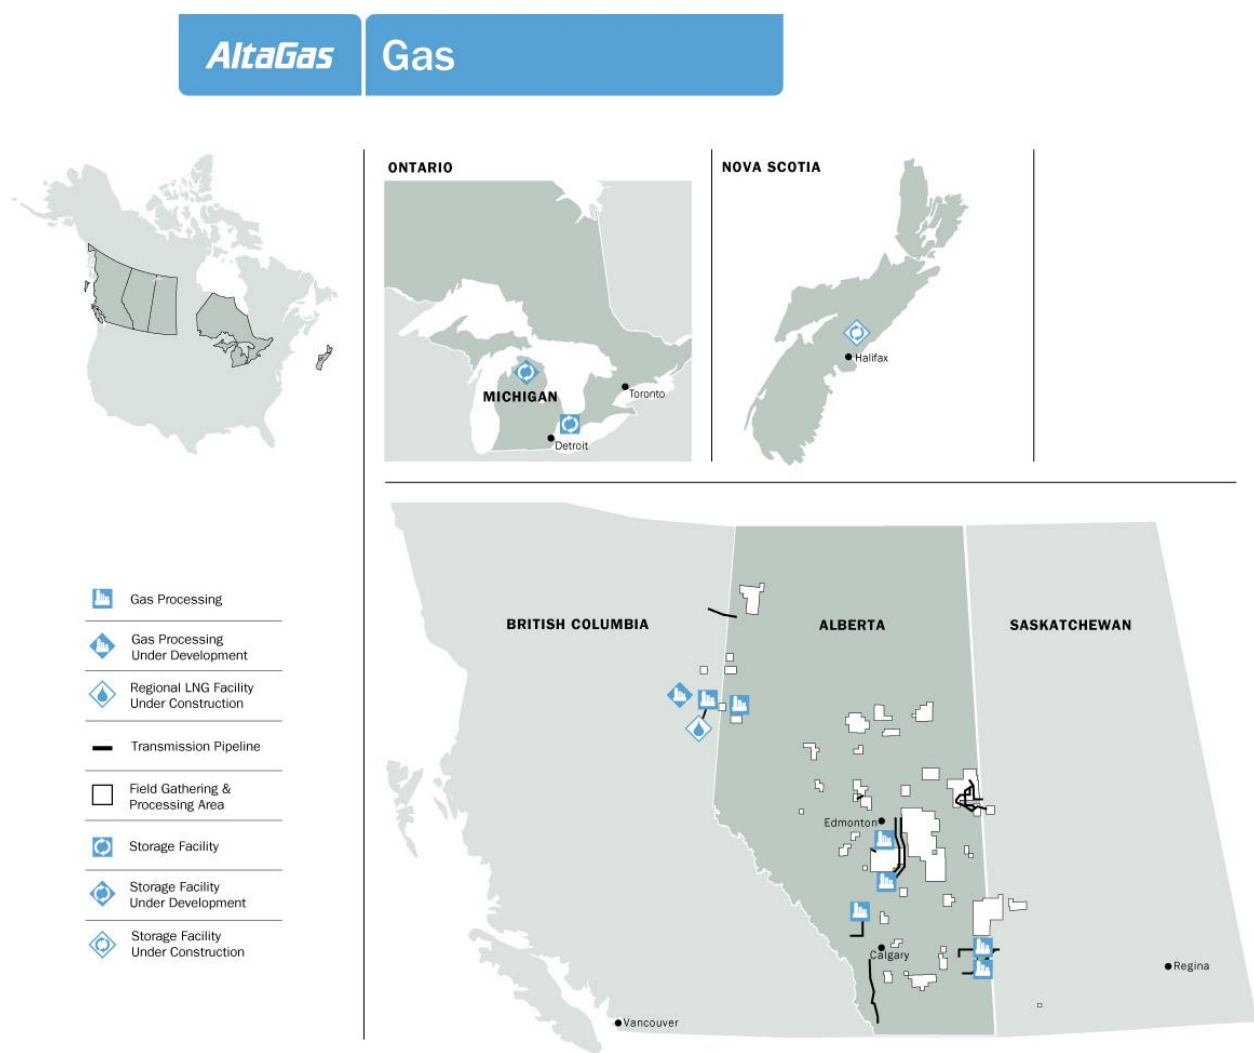 AltaGas
Gas
ONTARIO
MICHIGAN
Toronto
Detroit
NOVA SCOTIA
Halifax
Gas Processing
Gas Processing
Under Development
Regional LNG Facility
Under Construction
Transmission Pipeline
Field Gathering &
Processing Area
Storage Facility
Storage Facility
Under Development
Storage Facility
Under Construction
BRITISH COLUMBIA
ALBERTA
SASKATCHEWAN
Edmonton
Calgary
Regina
Vancouver